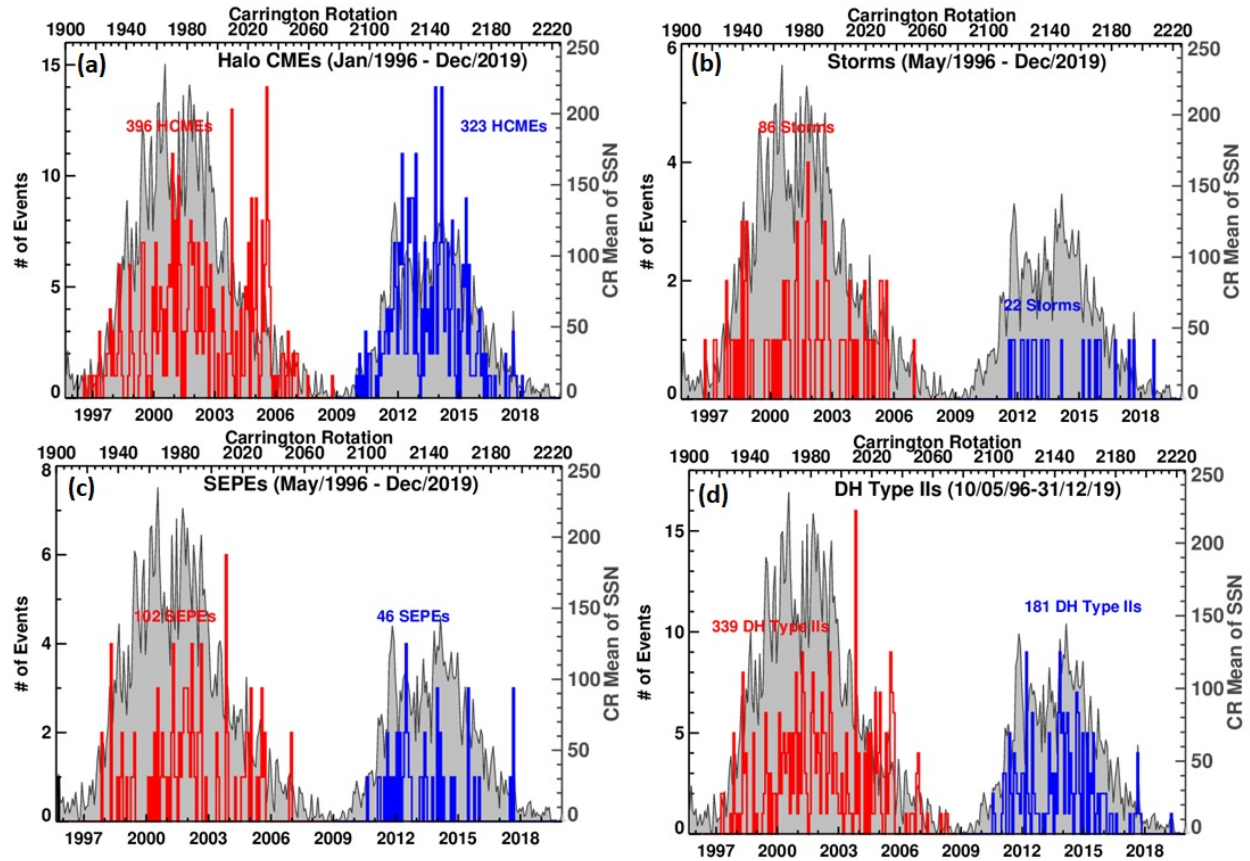 Carrington Rotation
1900 1940 1980 2020 2060 2100 2140 2180 2220
(a) Halo CMEs (Jan/1996 - Dec/2019)
396 HCMEs
323 HCMEs
# of Events
0 5 10 15
CR Mean of SSN
0 50 100 150 200 250
1997 2000 2003 2006 2009 2012 2015 2018
Carrington Rotation
1900 1940 1980 2020 2060 2100 2140 2180 2220
(b) Storms (May/1996 - Dec/2019)
86 Storms
22 Storms
# of Events
0 2 4 6
CR Mean of SSN
0 50 100 150 200 250
1997 2000 2003 2006 2009 2012 2015 2018
Carrington Rotation
1900 1940 1980 2020 2060 2100 2140 2180 2220
(c) SEPEs (May/1996 - Dec/2019)
102 SEPEs
46 SEPEs
# of Events
0 2 4 6 8
CR Mean of SSN
0 50 100 150 200 250
1997 2000 2003 2006 2009 2012 2015 2018
Carrington Rotation
1900 1940 1980 2020 2060 2100 2140 2180 2220
(d) DH Type IIs (10/05/96-31/12/19)
339 DH Type IIs
181 DH Type IIs
# of Events
0 5 10 15
CR Mean of SSN
0 50 100 150 200 250
1997 2000 2003 2006 2009 2012 2015 2018